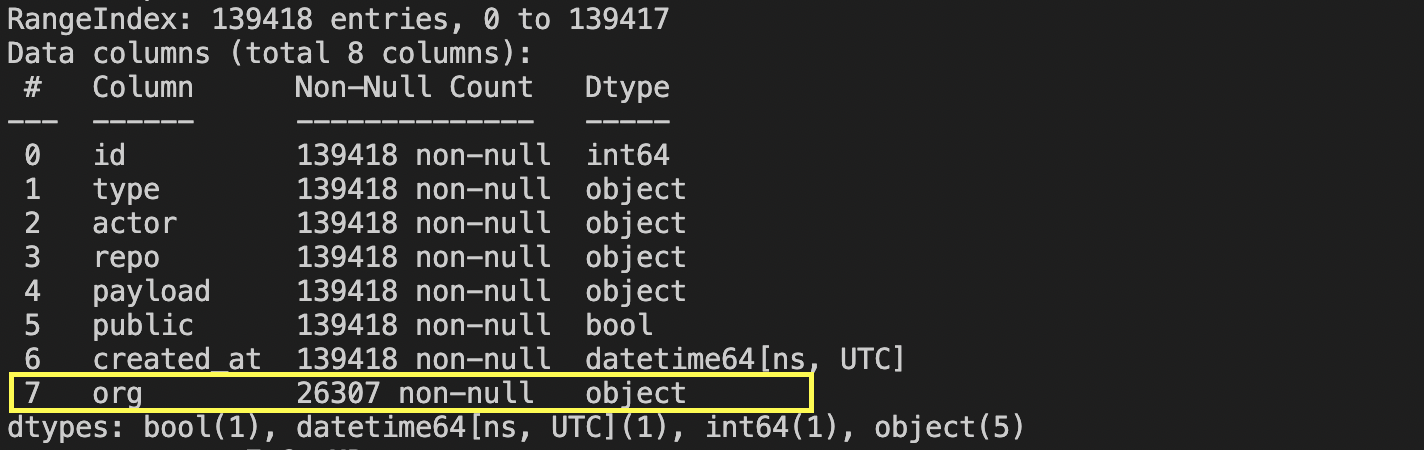 RangeIndex: 139418 entries, 0 to 139417
Data columns (total 8 columns):
 #   Column      Non-Null Count   Dtype
---  ------      --------------   -----
 0   id          139418 non-null  int64
 1   type        139418 non-null  object
 2   actor       139418 non-null  object
 3   repo        139418 non-null  object
 4   payload     139418 non-null  object
 5   public      139418 non-null  bool
 6   created_at  139418 non-null  datetime64[ns, UTC]
 7   org         26307 non-null   object
dtypes: bool(1), datetime64[ns, UTC](1), int64(1), object(5)